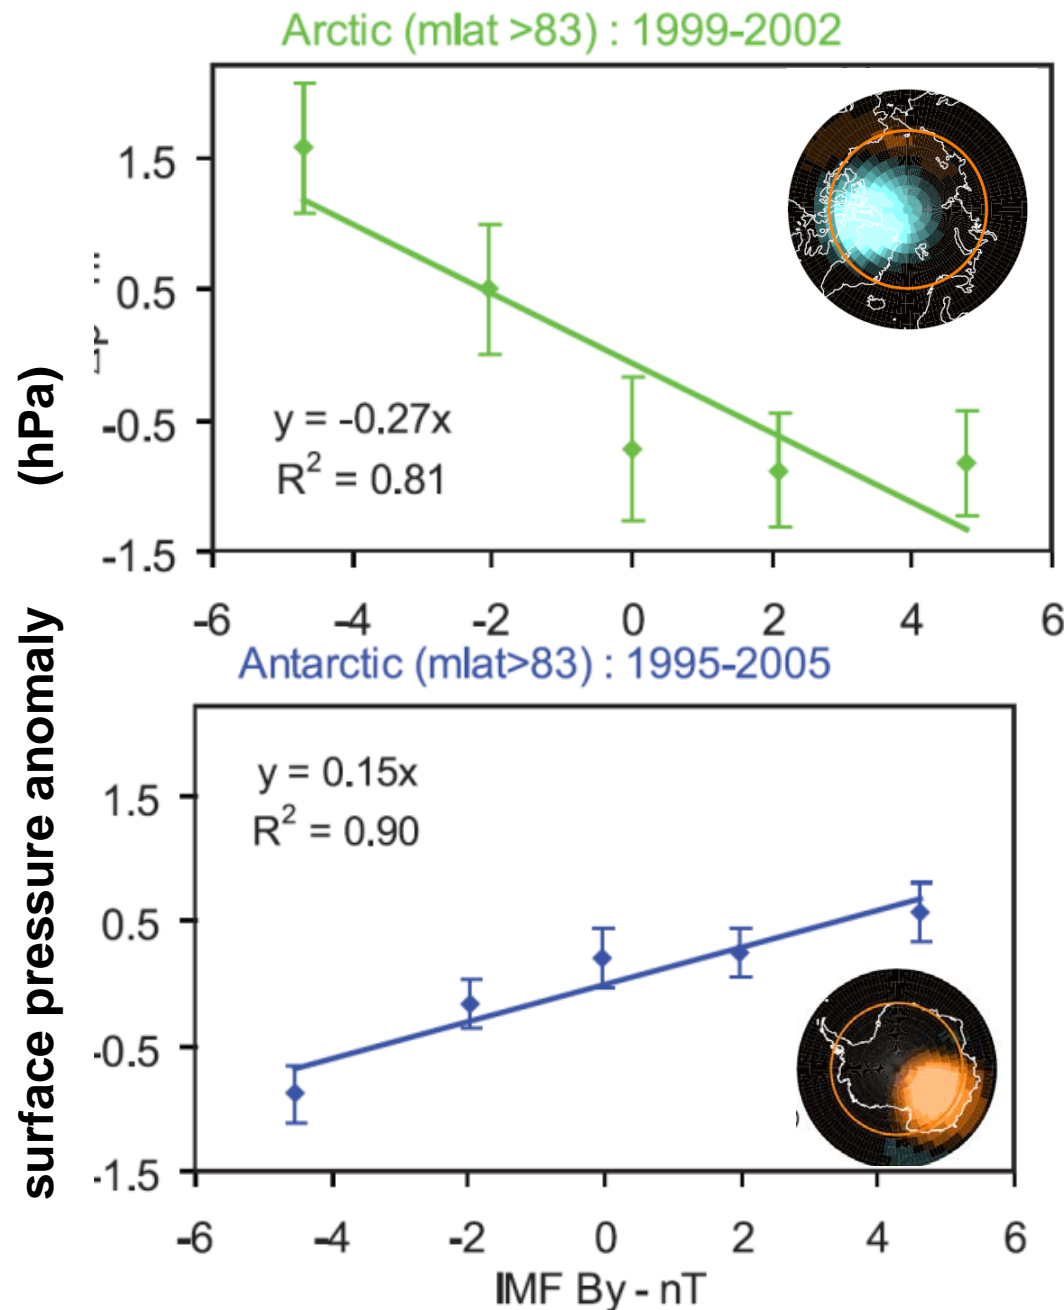 Arctic (mlat >83) : 1999-2002
1.5
0.5
-0.5
-1.5
y = -0.27x
R² = 0.81
-6 -4 -2 0 2 4 6
(hPa)
surface pressure anomaly
Antarctic (mlat>83) : 1995-2005
y = 0.15x
R² = 0.90
1.5
0.5
-0.5
-1.5
-6 -4 -2 0 2 4 6
IMF By - nT